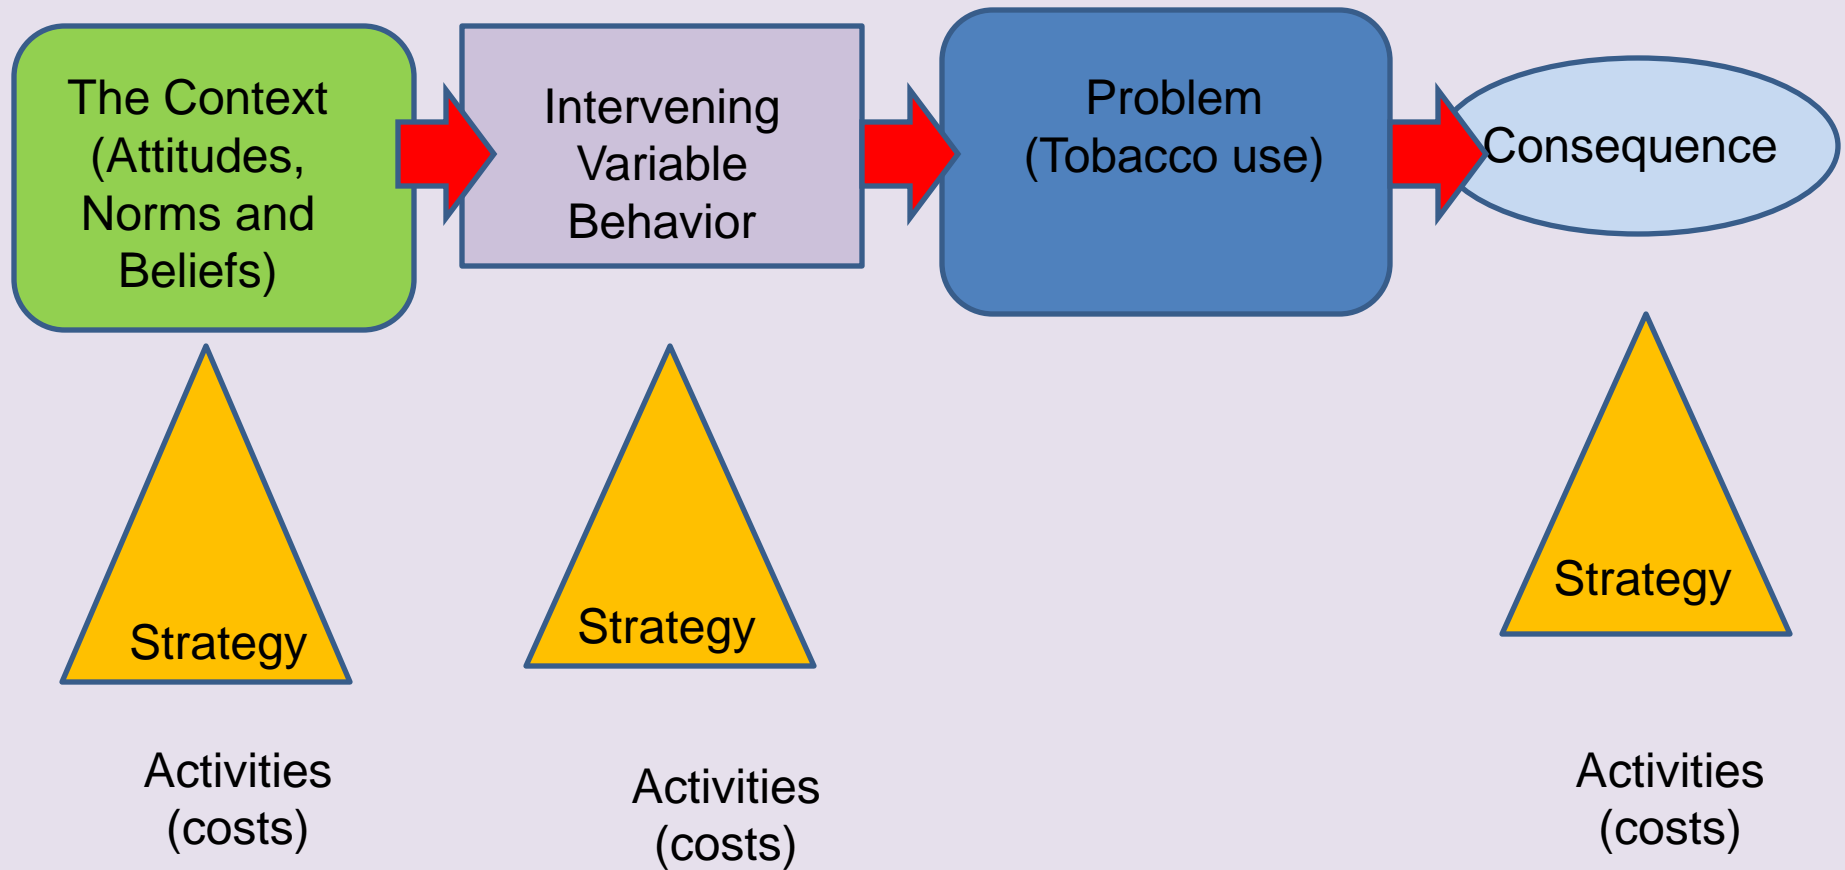 The Context
(Attitudes,
Norms and
Beliefs)
Intervening
Variable
Behavior
Problem
(Tobacco use)
Consequence
Strategy
Strategy
Strategy
Activities
(costs)
Activities
(costs)
Activities
(costs)